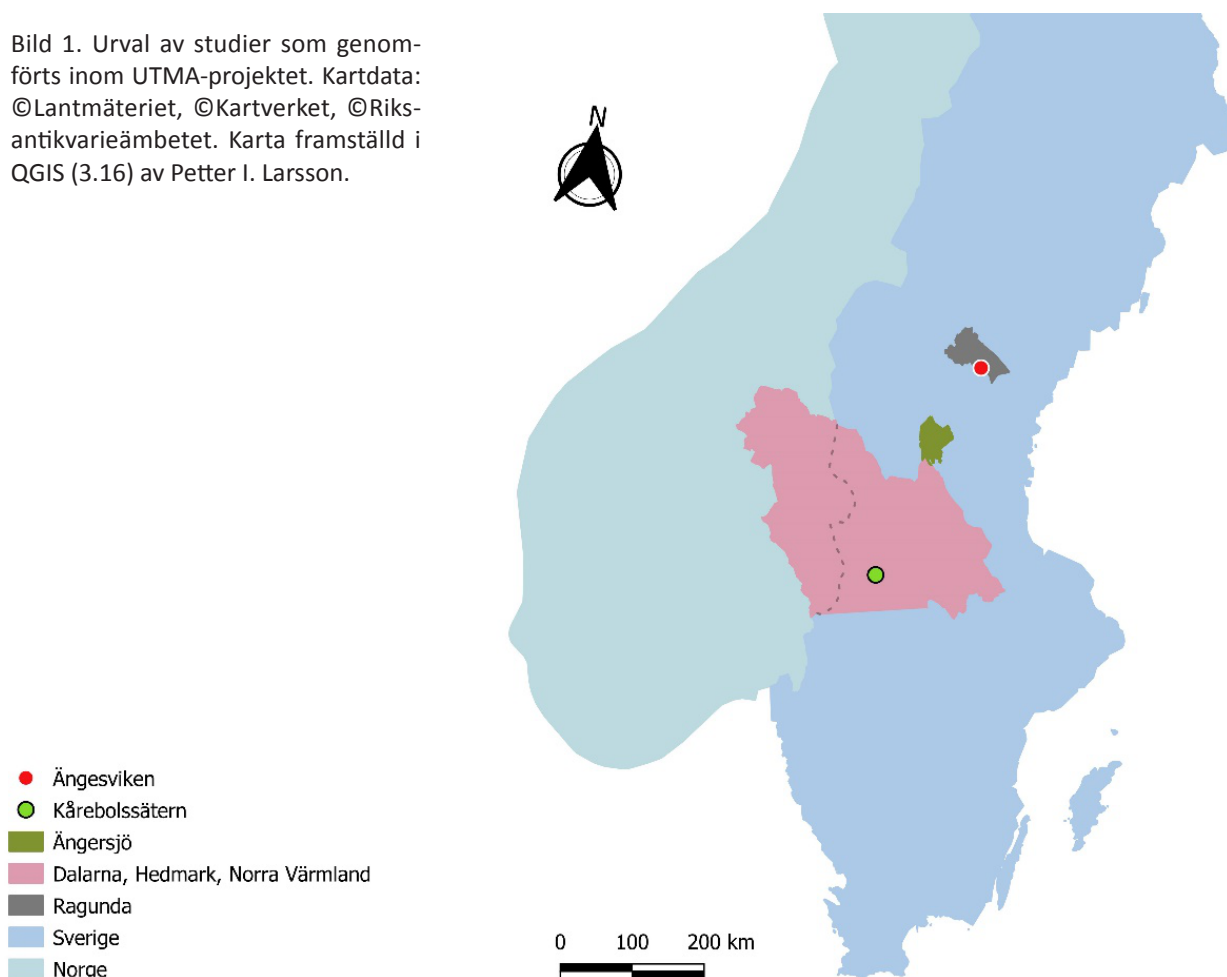 Bild 1. Urval av studier som genom-
förts inom UTMA-projektet. Kartdata:
©Lantmäteriet, ©Kartverket, ©Riks-
antikvarieämbetet. Karta framställd i
QGIS (3.16) av Petter I. Larsson.
N
Ängesviken
Kårebolssätern
Ängersjö
Dalarna, Hedmark, Norra Värmland
Ragunda
Sverige
Norge
0 100 200 km